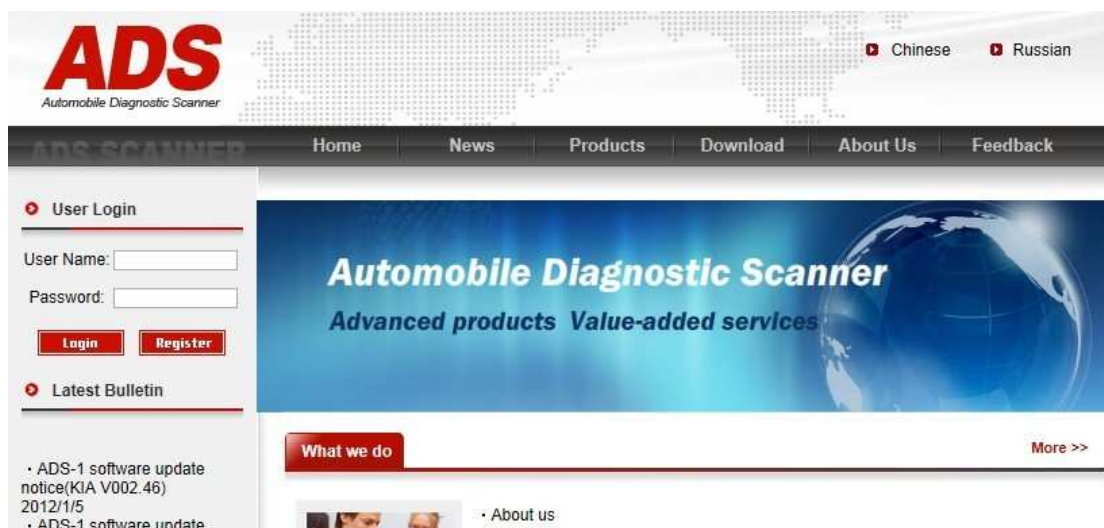 ADS
Automobile Diagnostic Scanner
Chinese
Russian
ADS SCANNER
Home
News
Products
Download
About Us
Feedback
User Login
User Name:
Password:
Login
Register
Latest Bulletin
· ADS-1 software update
notice(KIA V002.46)
2012/1/5
· ADS-1 software update
Automobile Diagnostic Scanner
Advanced products Value-added services
What we do
More >>
· About us